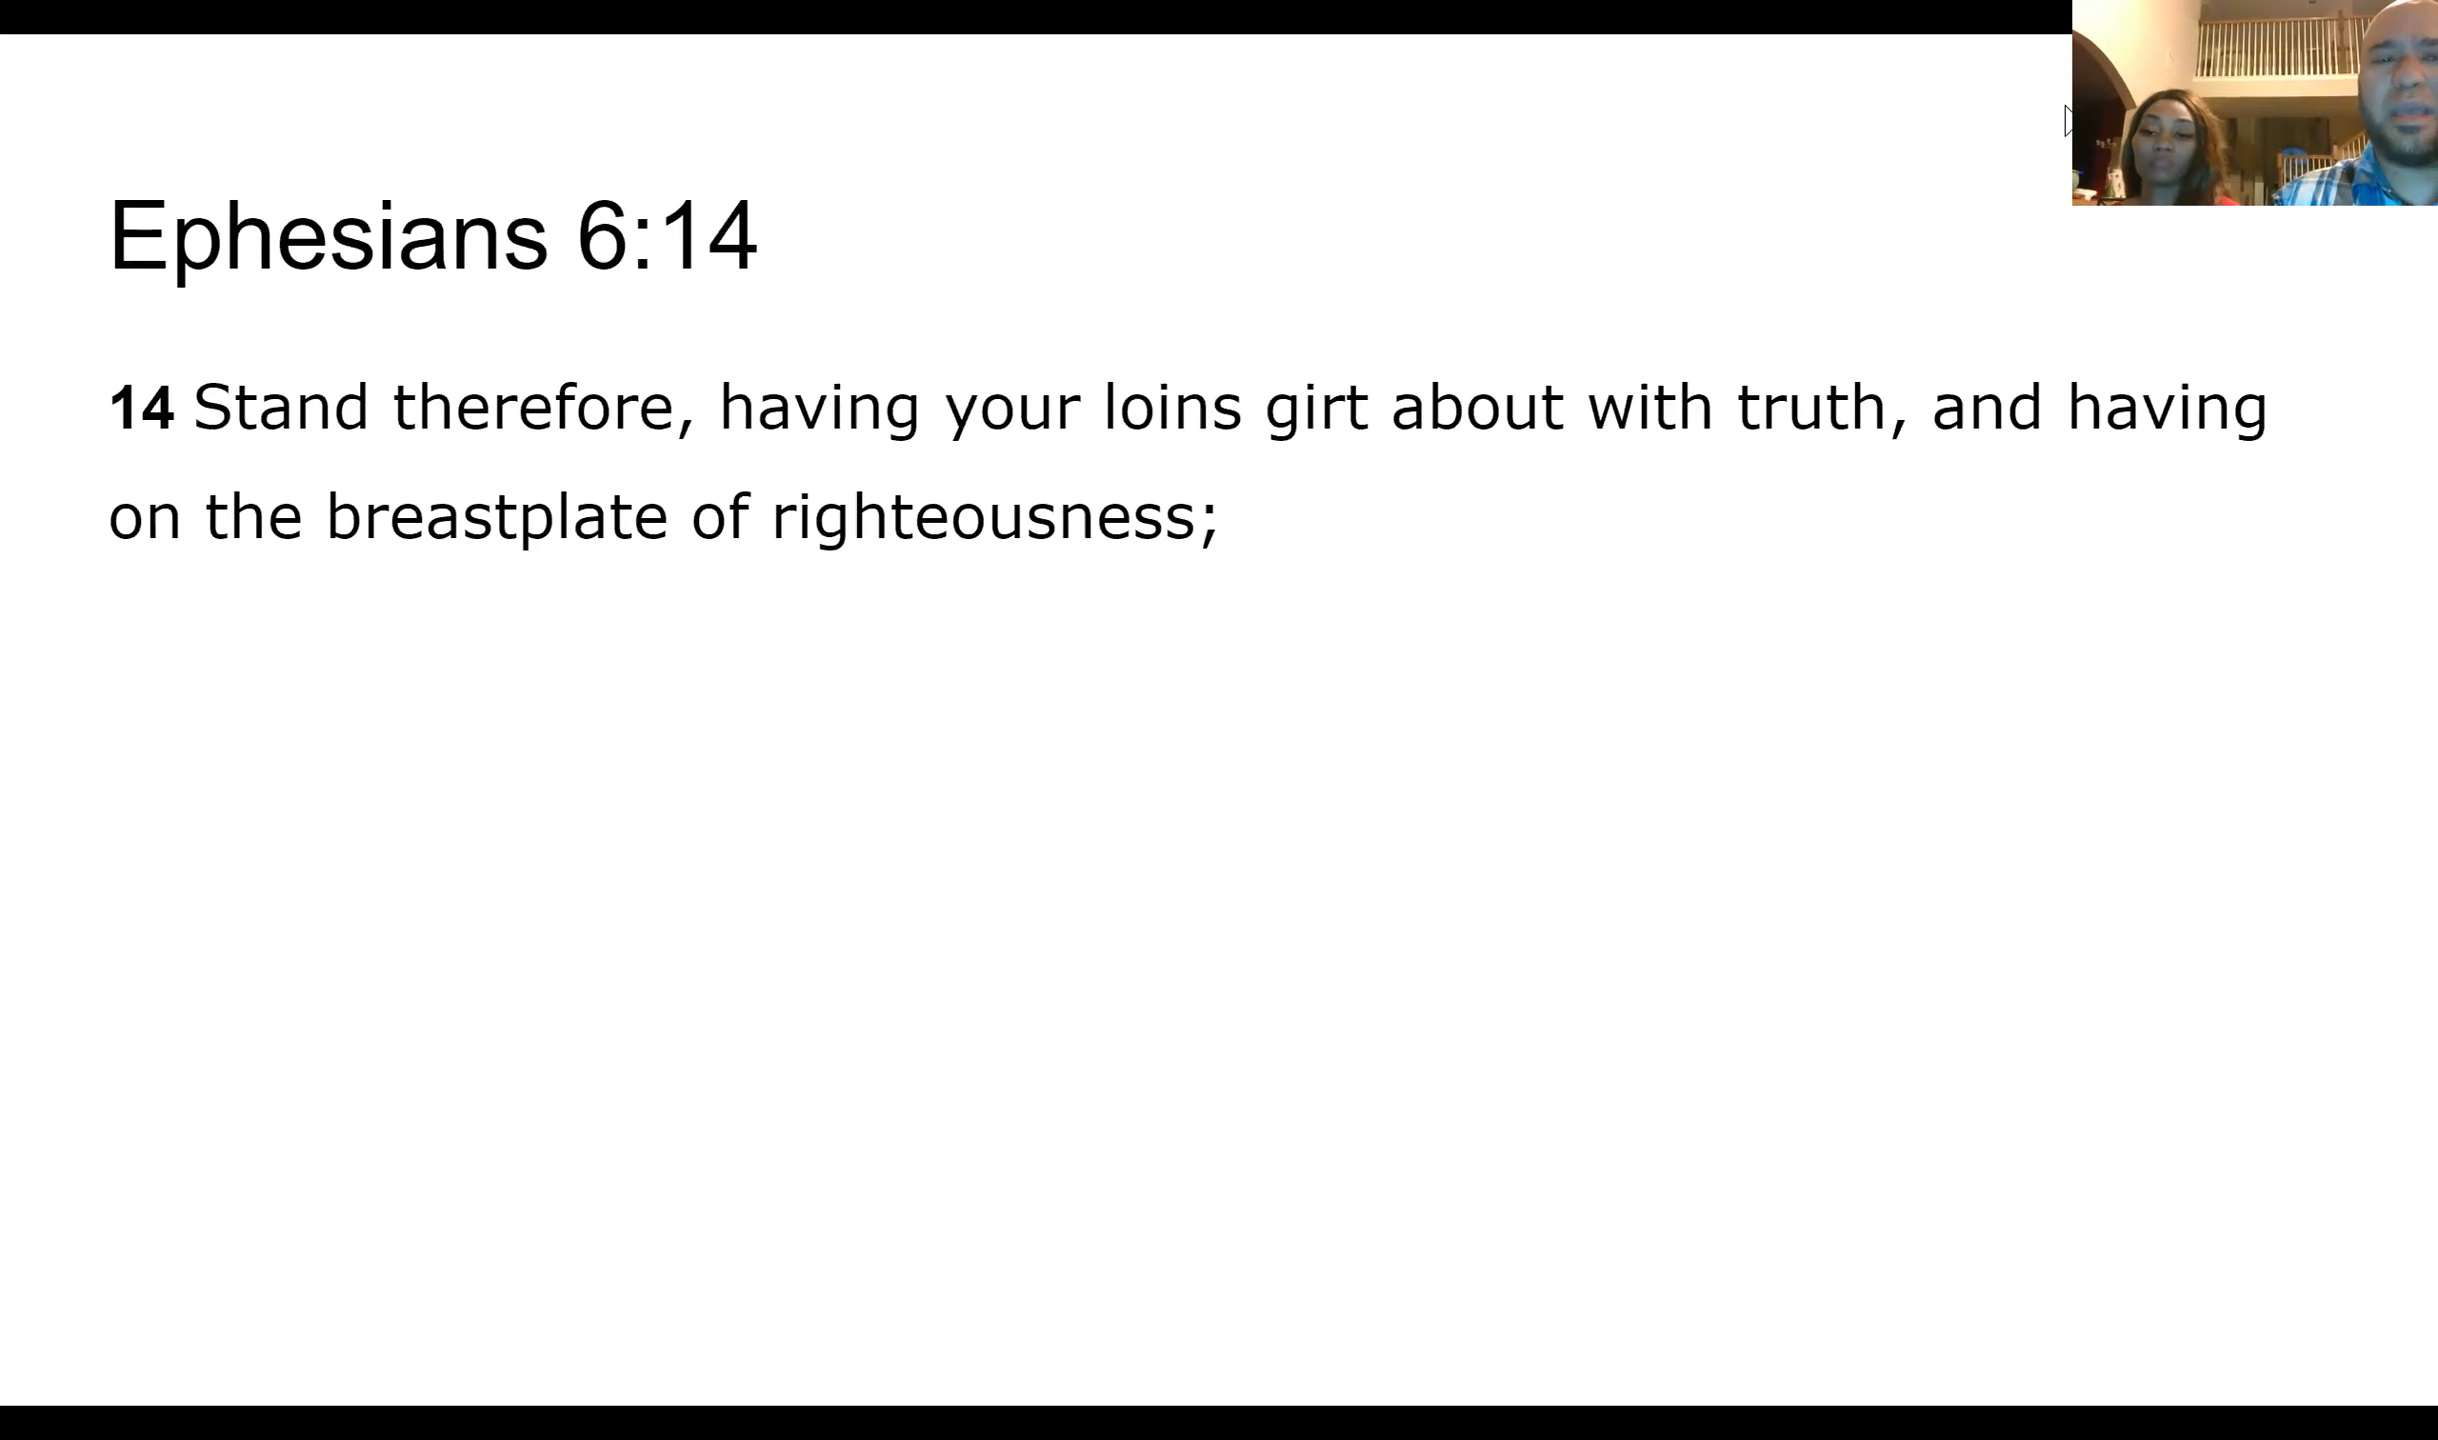 Ephesians 6:14
14 Stand therefore, having your loins girt about with truth, and having
on the breastplate of righteousness;